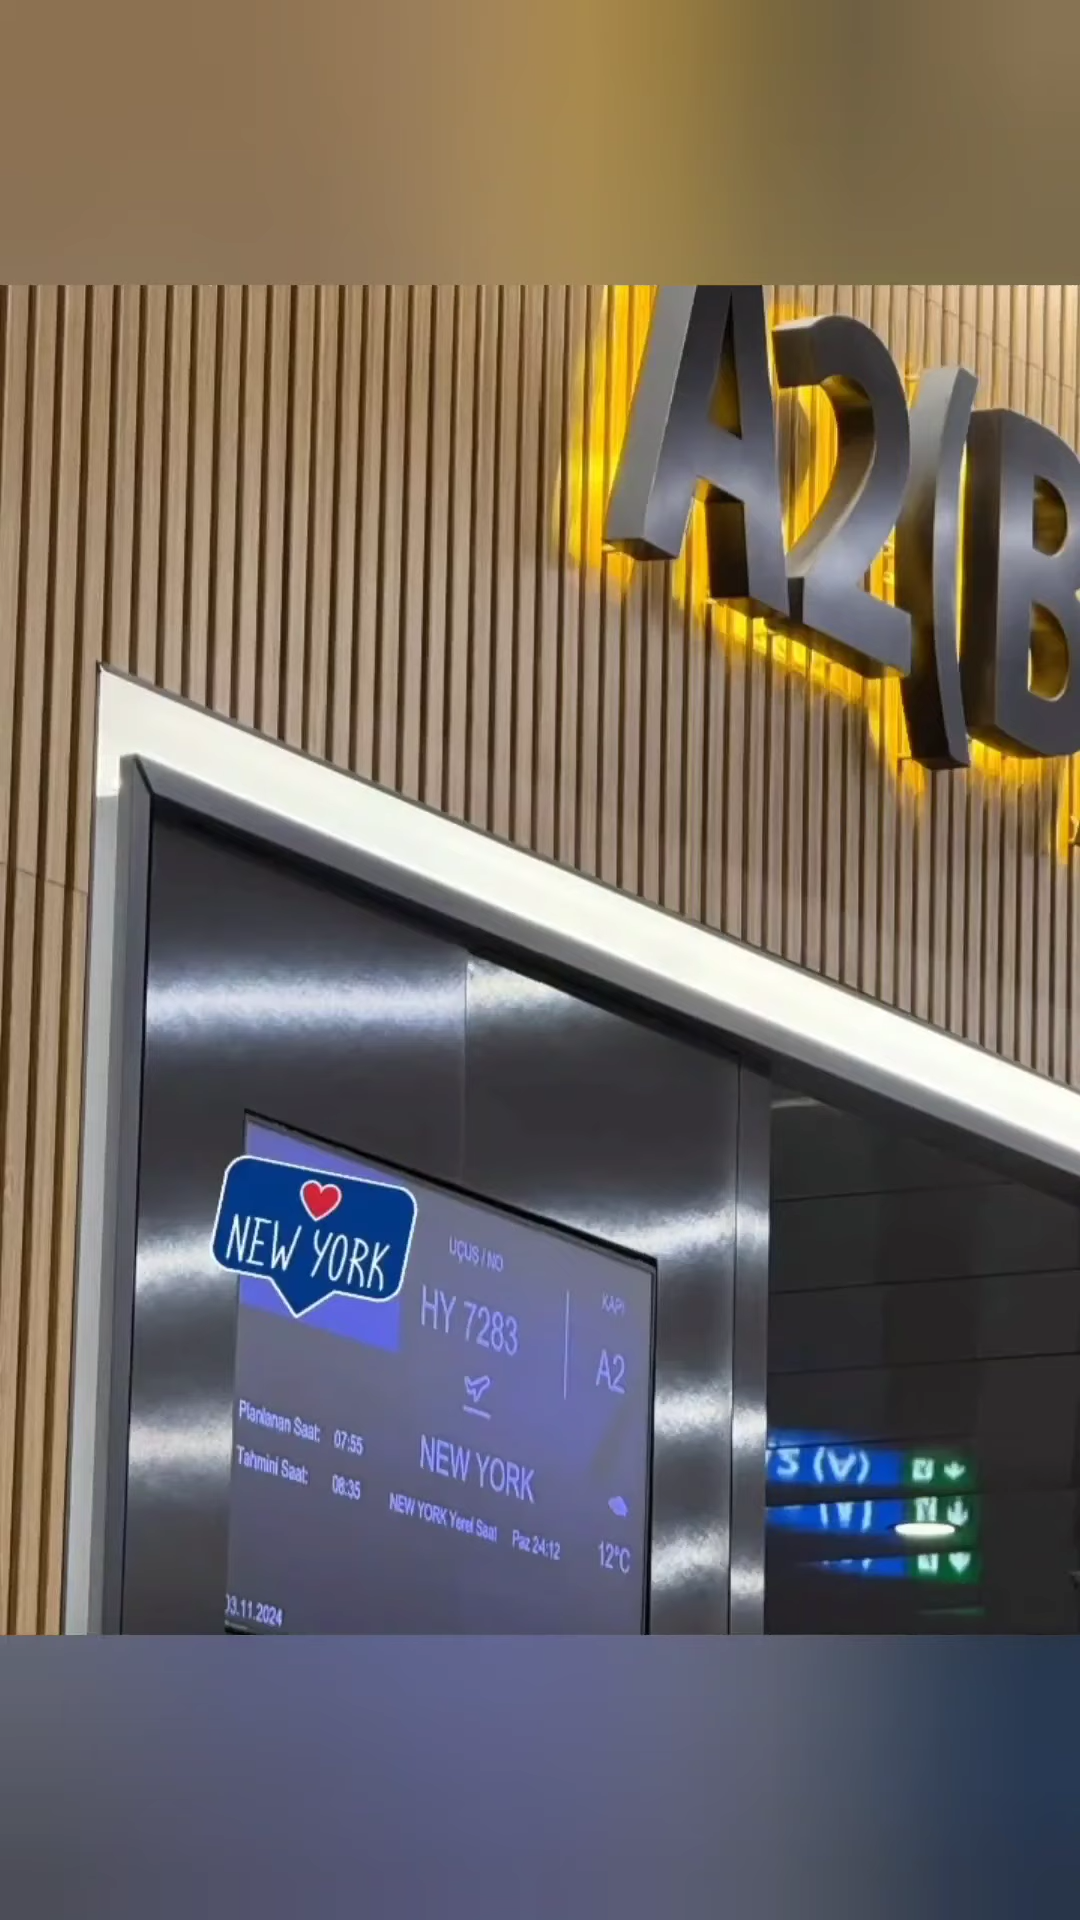 A2(B
NEW YORK
UÇUŞ / NO
KAPI
HY 7283
A2
Planlanan Saat: 07:55
Tahmini Saat: 08:35
NEW YORK
NEW YORK Yerel Saat Paz 24:12
12°C
03.11.2024